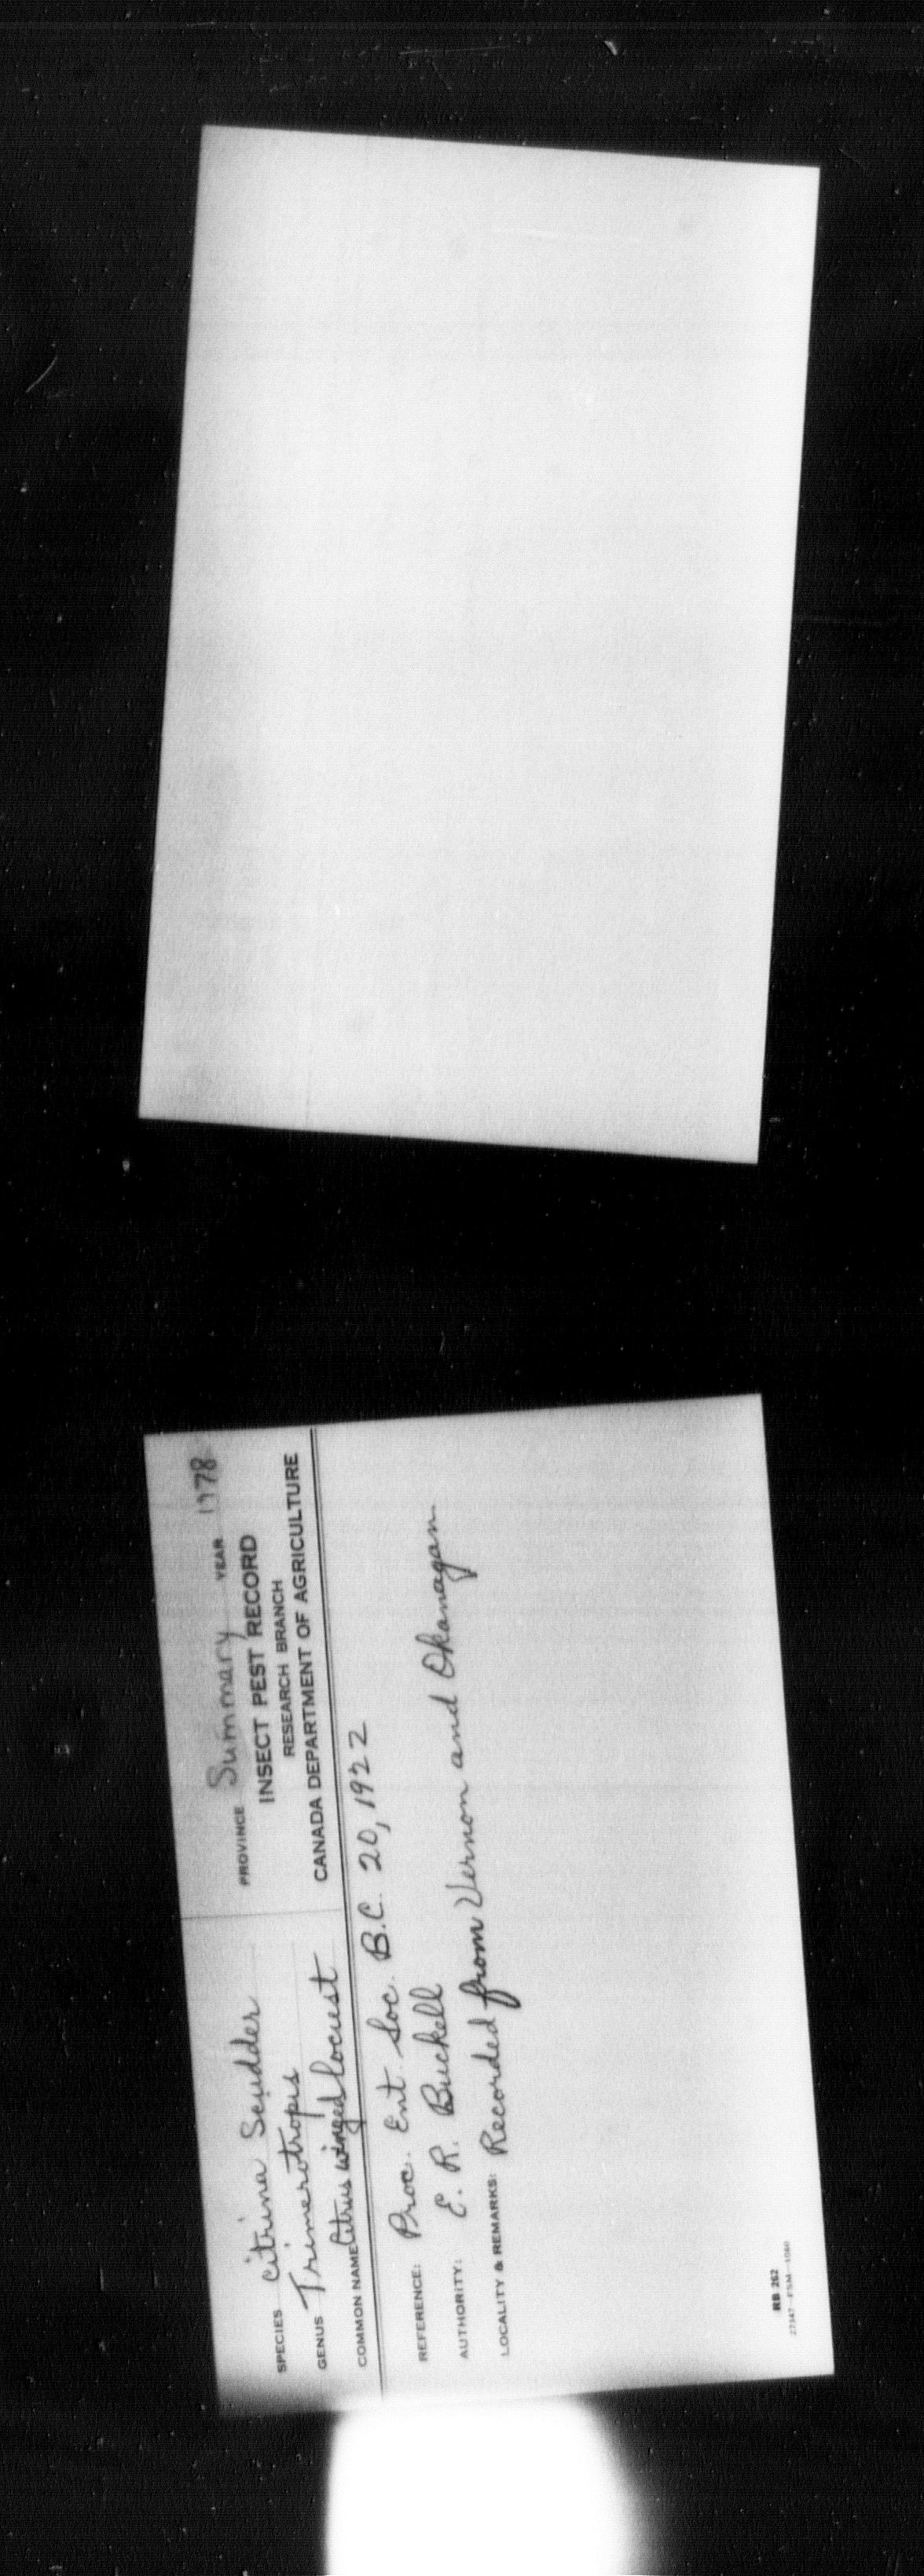 SPECIES citrina Scudder
GENUS Trimerotropis
COMMON NAME Citrus winged locust
PROVINCE Summary YEAR 1978
INSECT PEST RECORD
RESEARCH BRANCH
CANADA DEPARTMENT OF AGRICULTURE
REFERENCE: Proc. Ent. Soc. B.C. 20, 1922
AUTHORITY: E. R. Buckell
LOCALITY & REMARKS: Recorded from Vernon and Okanagan
RB 262